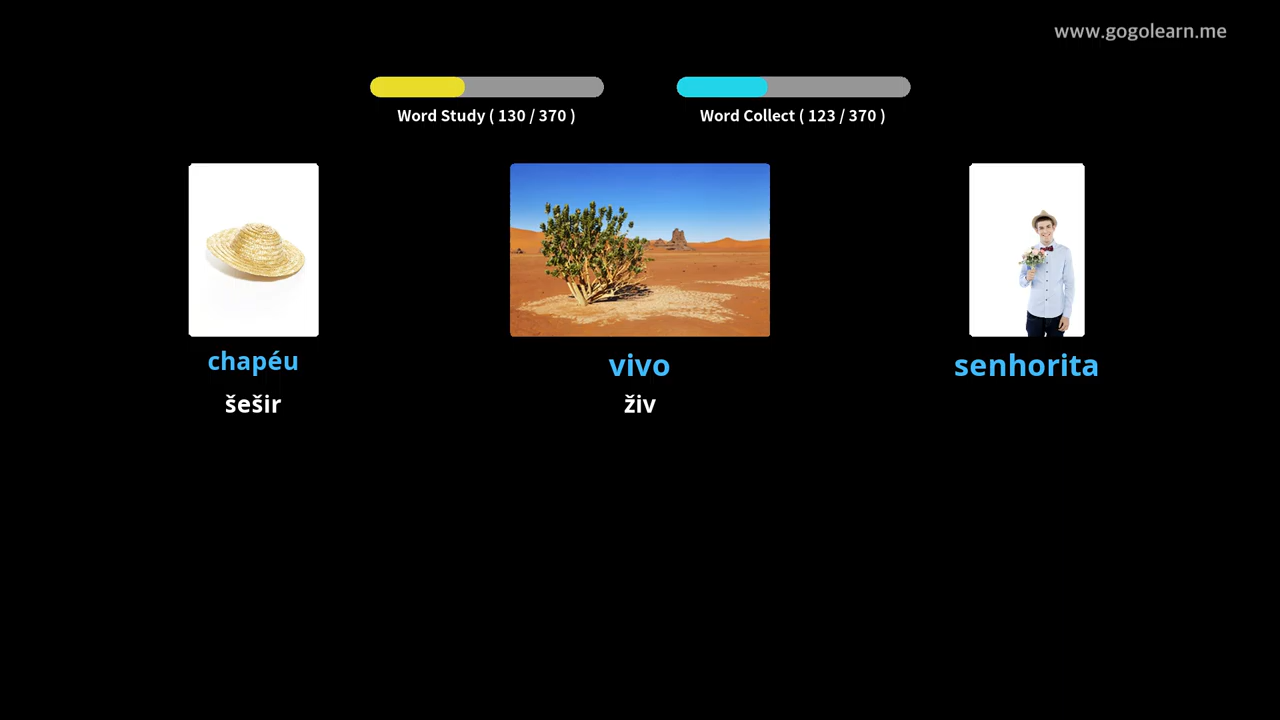 www.gogolearn.me
Word Study ( 130 / 370 )
Word Collect ( 123 / 370 )
chapéu
vivo
senhorita
šešir
živ